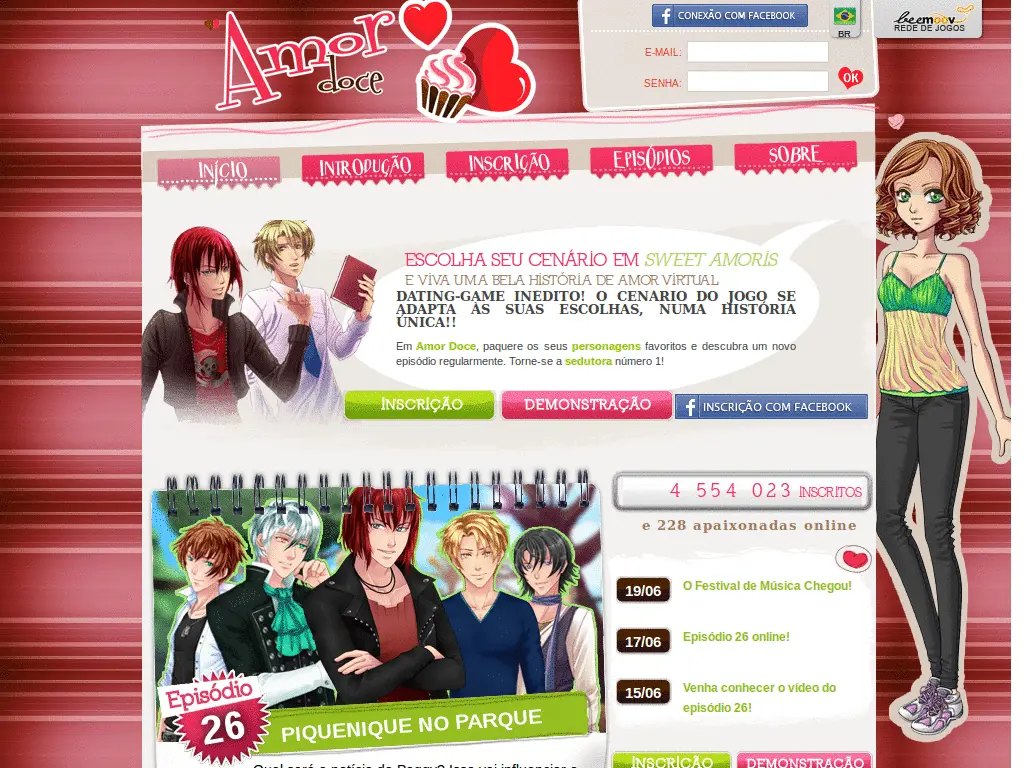 Amor
doce
CONEXÃO COM FACEBOOK
BR
beemoov
REDE DE JOGOS
E-MAIL:
SENHA:
OK
INÍCIO
INTRODUÇÃO
INSCRIÇÃO
EPISÓDIOS
SOBRE
ESCOLHA SEU CENÁRIO EM SWEET AMORIS
E VIVA UMA BELA HISTÓRIA DE AMOR VIRTUAL
DATING-GAME INEDITO! O CENARIO DO JOGO SE
ADAPTA ÀS SUAS ESCOLHAS, NUMA HISTÓRIA
ÚNICA!!
Em Amor Doce, paquere os seus personagens favoritos e descubra um novo
episódio regularmente. Torne-se a sedutora número 1!
INSCRIÇÃO
DEMONSTRAÇÃO
INSCRIÇÃO COM FACEBOOK
4 554 023 INSCRITOS
e 228 apaixonadas online
19/06 O Festival de Música Chegou!
17/06 Episódio 26 online!
15/06 Venha conhecer o vídeo do
episódio 26!
Episódio
26
PIQUENIQUE NO PARQUE
INSCRIÇÃO
DEMONSTRAÇÃO